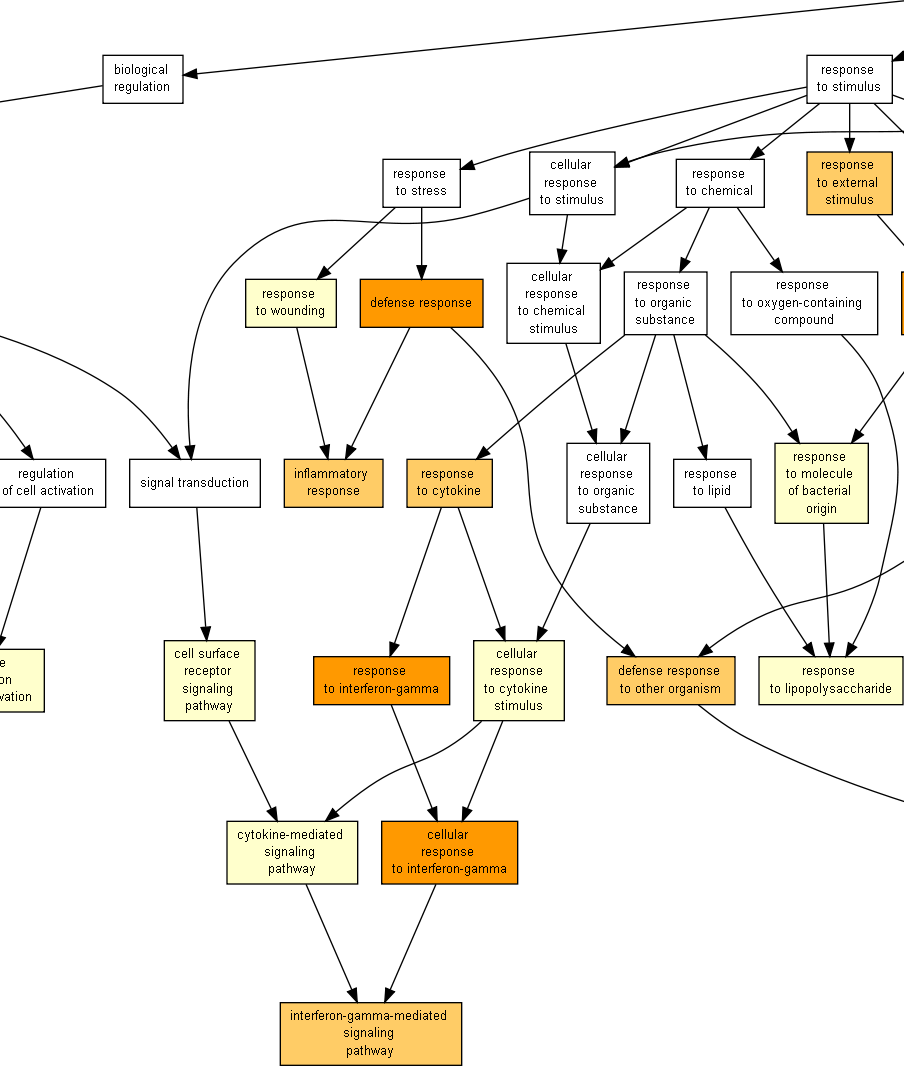 biological
regulation
response
to stimulus
response
to stress
cellular
response
to stimulus
response
to chemical
response
to external
stimulus
response
to wounding
defense response
cellular
response
to chemical
stimulus
response
to organic
substance
response
to oxygen-containing
compound
regulation
of cell activation
signal transduction
inflammatory
response
response
to cytokine
cellular
response
to organic
substance
response
to lipid
response
to molecule
of bacterial
origin
cell surface
receptor
signaling
pathway
response
to interferon-gamma
cellular
response
to cytokine
stimulus
defense response
to other organism
response
to lipopolysaccharide
cytokine-mediated
signaling
pathway
cellular
response
to interferon-gamma
interferon-gamma-mediated
signaling
pathway